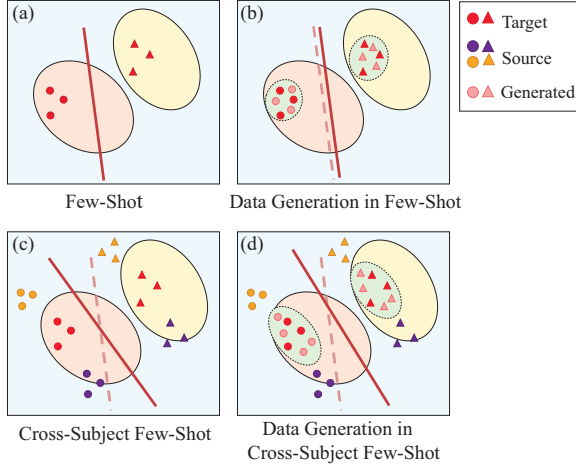 (a)
(b)
Target
Source
Generated
Few-Shot
Data Generation in Few-Shot
(c)
(d)
Cross-Subject Few-Shot
Data Generation in
Cross-Subject Few-Shot